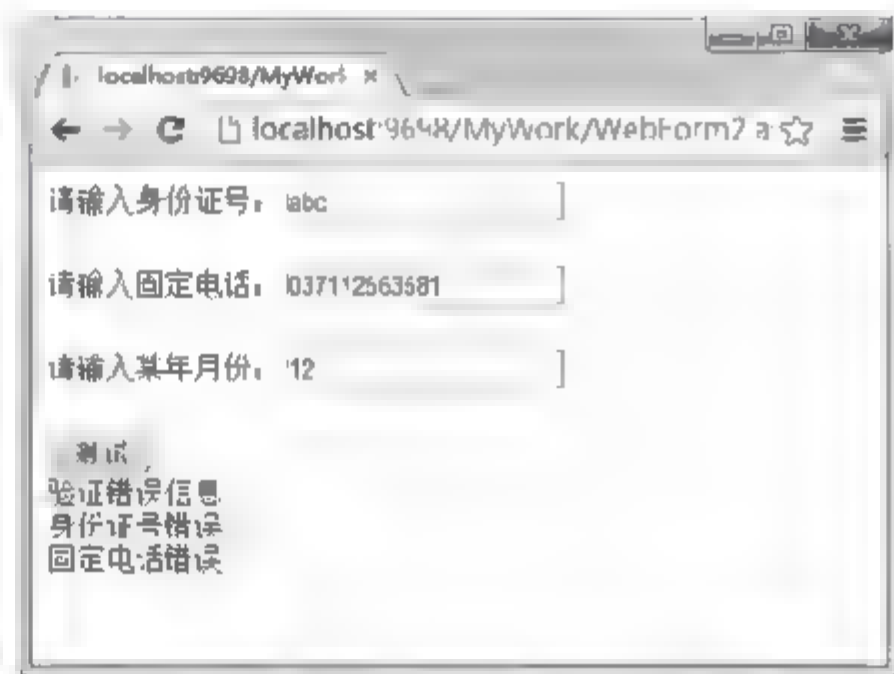 localhost:9698/MyWork
localhost:9698/MyWork/WebForm2.a
请输入身份证号： abc
请输入固定电话： 037112563581
请输入某年月份： 12
测试
验证错误信息
身份证号错误
固定电话错误